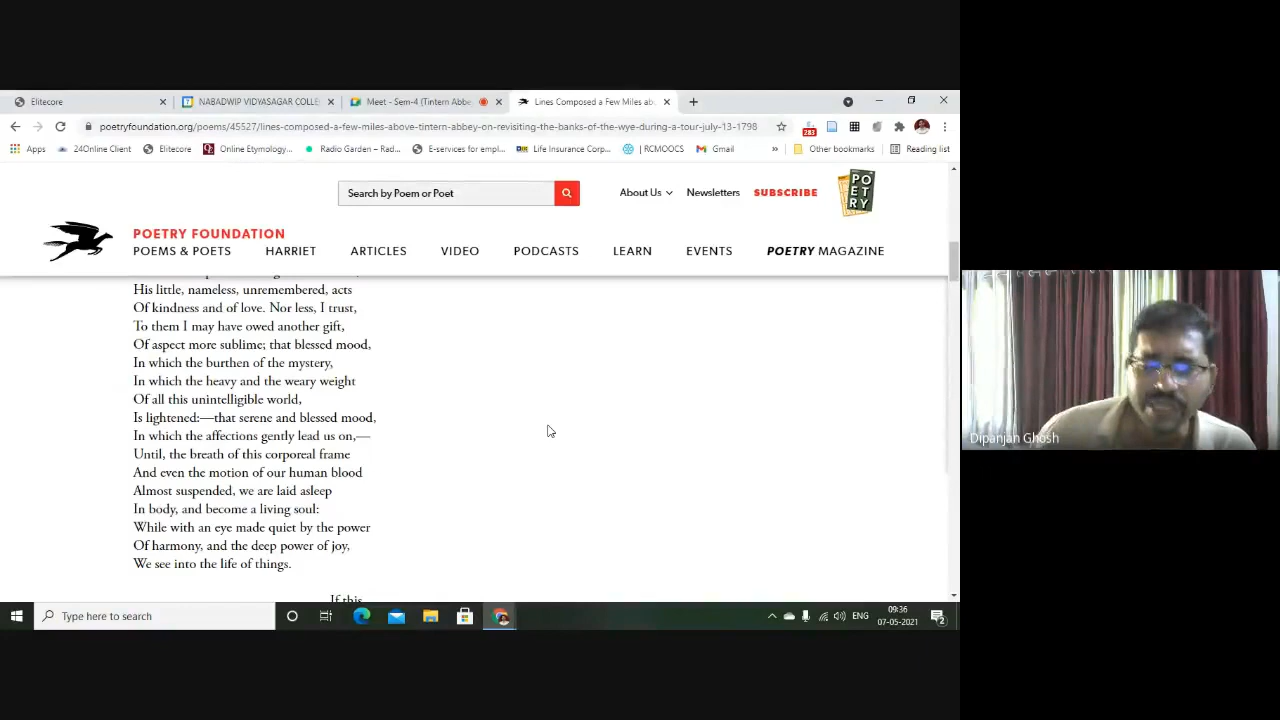 Elitecore
NABADWIP VIDYASAGAR COLLE
Meet - Sem-4 (Tintern Abbe
Lines Composed a Few Miles ab
poetryfoundation.org/poems/45527/lines-composed-a-few-miles-above-tintern-abbey-on-revisiting-the-banks-of-the-wye-during-a-tour-july-13-1798
283
Apps
24Online Client
Elitecore
Online Etymology...
Radio Garden – Rad...
E-services for empl...
Life Insurance Corp...
| RCMOOCS
Gmail
»
Other bookmarks
Reading list
Search by Poem or Poet
About Us
Newsletters
SUBSCRIBE
PO
ET
RY
POETRY FOUNDATION
POEMS & POETS
HARRIET
ARTICLES
VIDEO
PODCASTS
LEARN
EVENTS
POETRY MAGAZINE
His little, nameless, unremembered, acts
Of kindness and of love. Nor less, I trust,
To them I may have owed another gift,
Of aspect more sublime; that blessed mood,
In which the burthen of the mystery,
In which the heavy and the weary weight
Of all this unintelligible world,
Is lightened:—that serene and blessed mood,
In which the affections gently lead us on,—
Until, the breath of this corporeal frame
And even the motion of our human blood
Almost suspended, we are laid asleep
In body, and become a living soul:
While with an eye made quiet by the power
Of harmony, and the deep power of joy,
We see into the life of things.
If this
Dipanjan Ghosh
Type here to search
ENG
09:36
07-05-2021
2